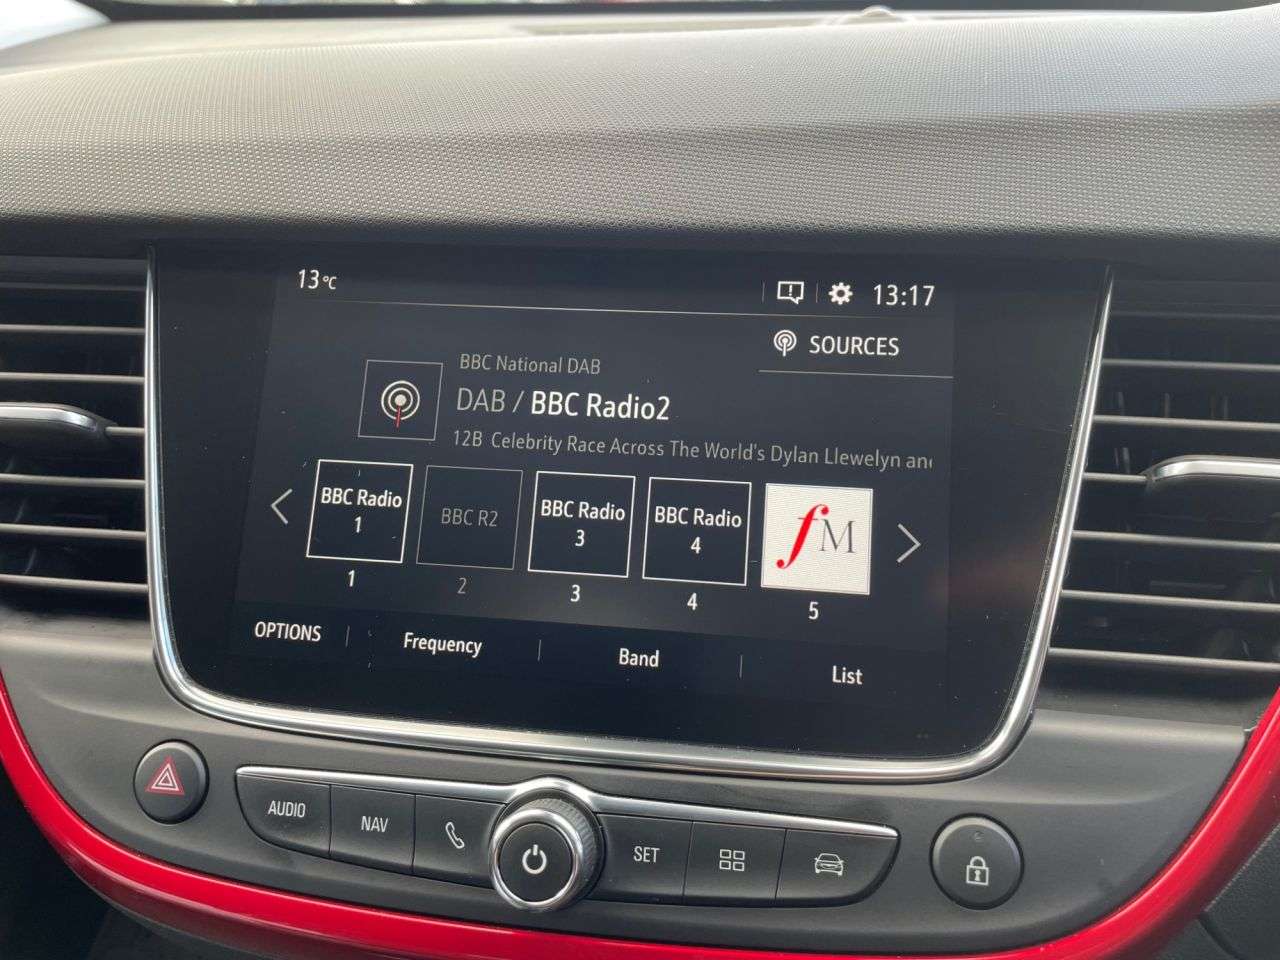 13°C
13:17
SOURCES
BBC National DAB
DAB / BBC Radio2
12B Celebrity Race Across The World's Dylan Llewelyn an
BBC Radio
1
BBC R2
BBC Radio
3
BBC Radio
4
fM
1
2
3
4
5
OPTIONS
Frequency
Band
List
AUDIO
NAV
SET